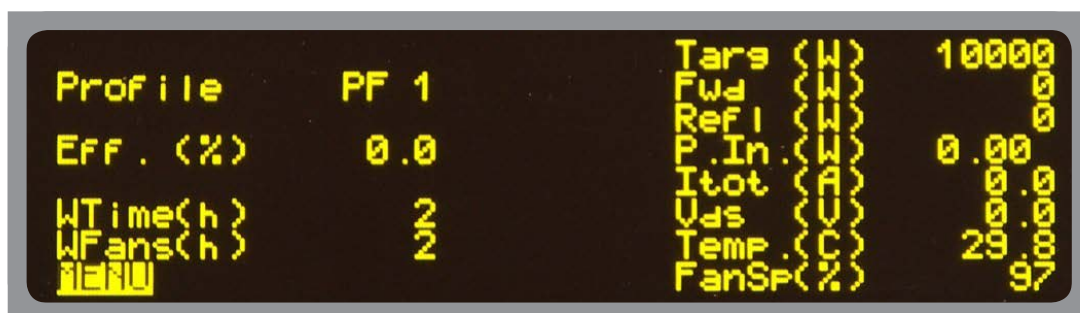 Profile PF 1
Eff. (%) 0.0
WTime(h) 2
WFans(h) 2
MENU
Targ (W) 10000
Fwd (W) 0
Refl (W) 0
P.In.(W) 0.00
Itot (A) 0.0
Vds (V) 0.0
Temp.(C) 29.8
FanSp(%) 97